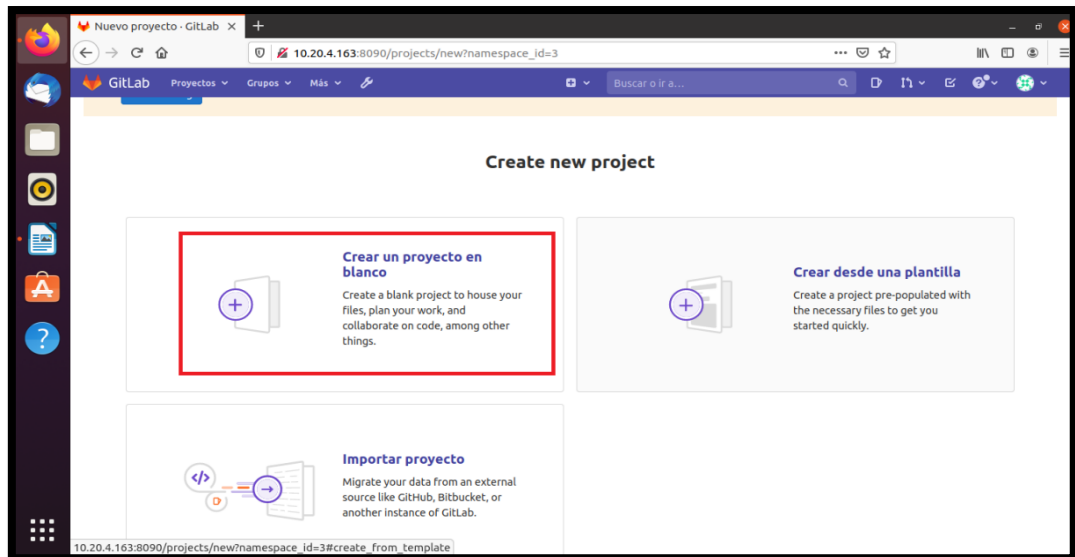 Nuevo proyecto · GitLab
10.20.4.163:8090/projects/new?namespace_id=3
GitLab Proyectos Grupos Más Buscar o ir a...
Create new project
Crear un proyecto en
blanco
Create a blank project to house your
files, plan your work, and
collaborate on code, among other
things.
Crear desde una plantilla
Create a project pre-populated with
the necessary files to get you
started quickly.
Importar proyecto
Migrate your data from an external
source like GitHub, Bitbucket, or
another instance of GitLab.
10.20.4.163:8090/projects/new?namespace_id=3#create_from_template